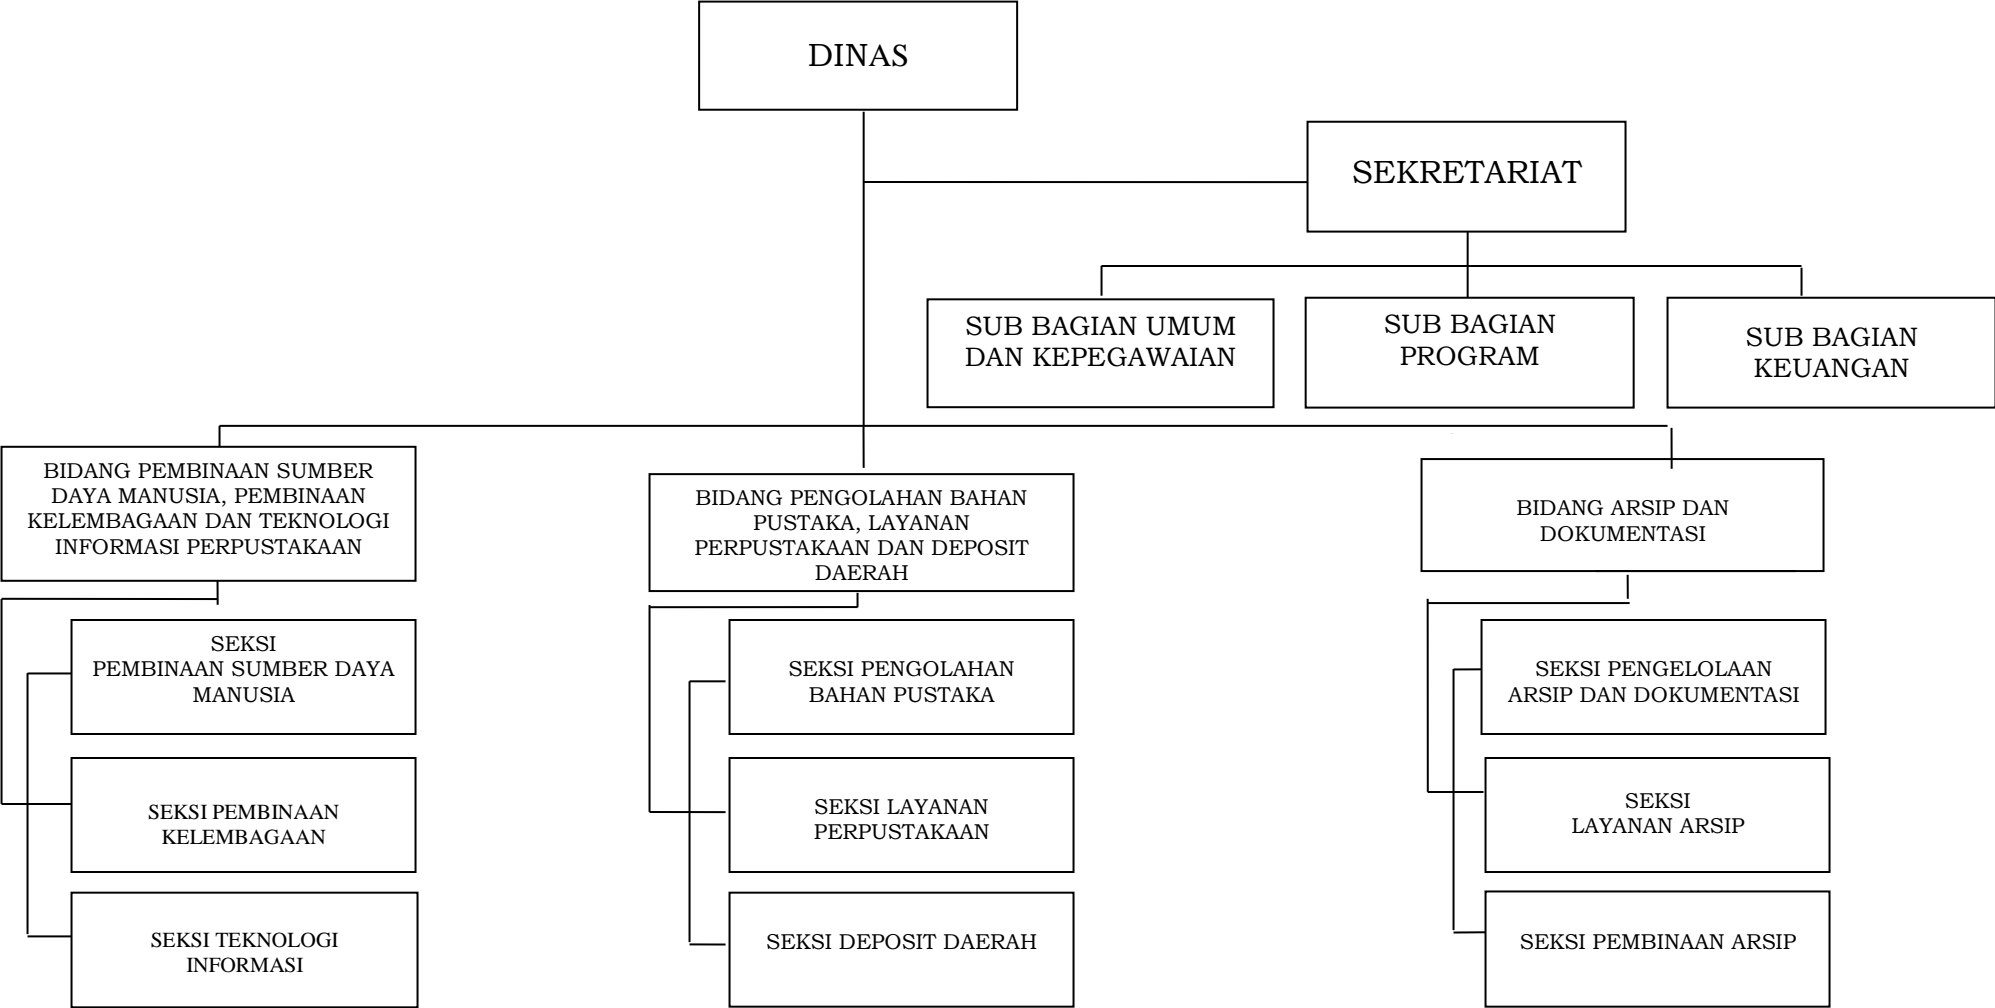 DINAS
SEKRETARIAT
SUB BAGIAN UMUM
DAN KEPEGAWAIAN
SUB BAGIAN
PROGRAM
SUB BAGIAN
KEUANGAN
BIDANG PEMBINAAN SUMBER
DAYA MANUSIA, PEMBINAAN
KELEMBAGAAN DAN TEKNOLOGI
INFORMASI PERPUSTAKAAN
SEKSI
PEMBINAAN SUMBER DAYA
MANUSIA
SEKSI PEMBINAAN
KELEMBAGAAN
SEKSI TEKNOLOGI
INFORMASI
BIDANG PENGOLAHAN BAHAN
PUSTAKA, LAYANAN
PERPUSTAKAAN DAN DEPOSIT
DAERAH
SEKSI PENGOLAHAN
BAHAN PUSTAKA
SEKSI LAYANAN
PERPUSTAKAAN
SEKSI DEPOSIT DAERAH
BIDANG ARSIP DAN
DOKUMENTASI
SEKSI PENGELOLAAN
ARSIP DAN DOKUMENTASI
SEKSI
LAYANAN ARSIP
SEKSI PEMBINAAN ARSIP